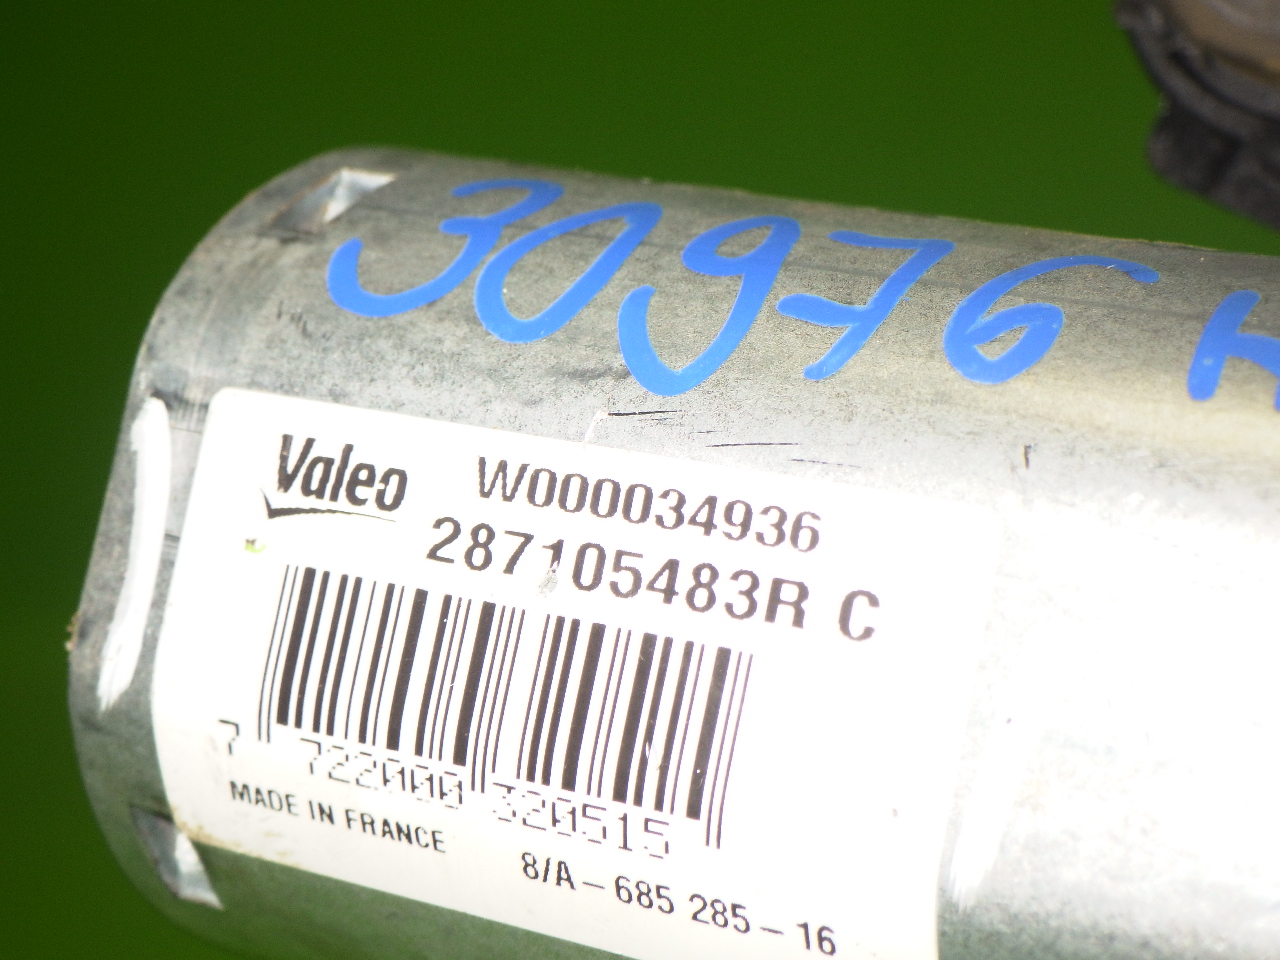 30976 H
Valeo W000034936
287105483R C
7 722000 320515
MADE IN FRANCE
8/A-685 285-16